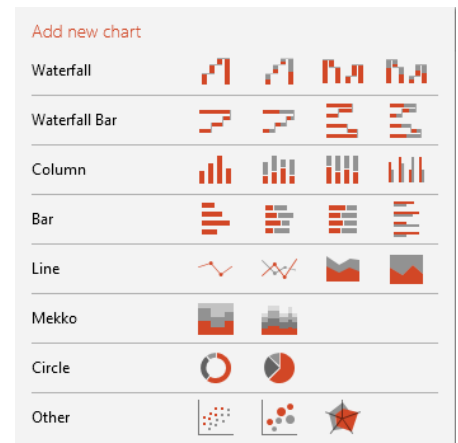 Add new chart
Waterfall
Waterfall Bar
Column
Bar
Line
Mekko
Circle
Other